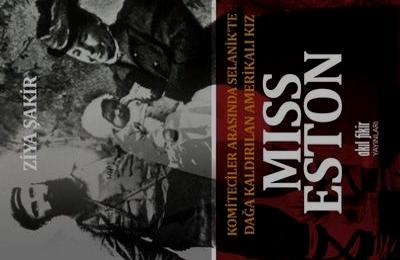 ZİYA ŞAKİR
KOMİTECİLER ARASINDA SELANİK'TE
DAĞA KALDIRILAN AMERİKALI KIZ
MISS
ESTON
akıl fikir
YAYINLARI